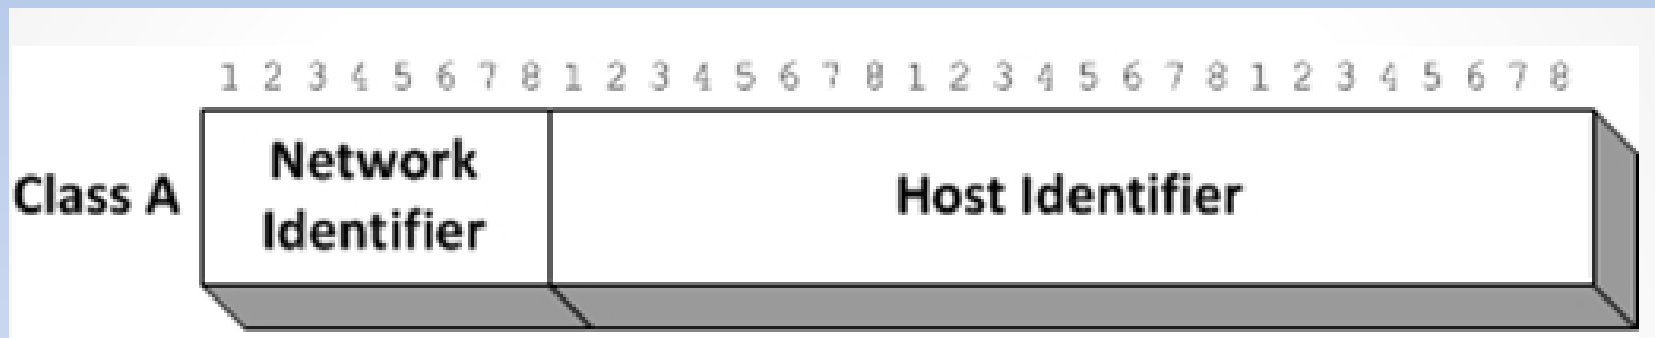 1 2 3 4 5 6 7 8 1 2 3 4 5 6 7 8 1 2 3 4 5 6 7 8 1 2 3 4 5 6 7 8
Class A
Network
Identifier
Host Identifier